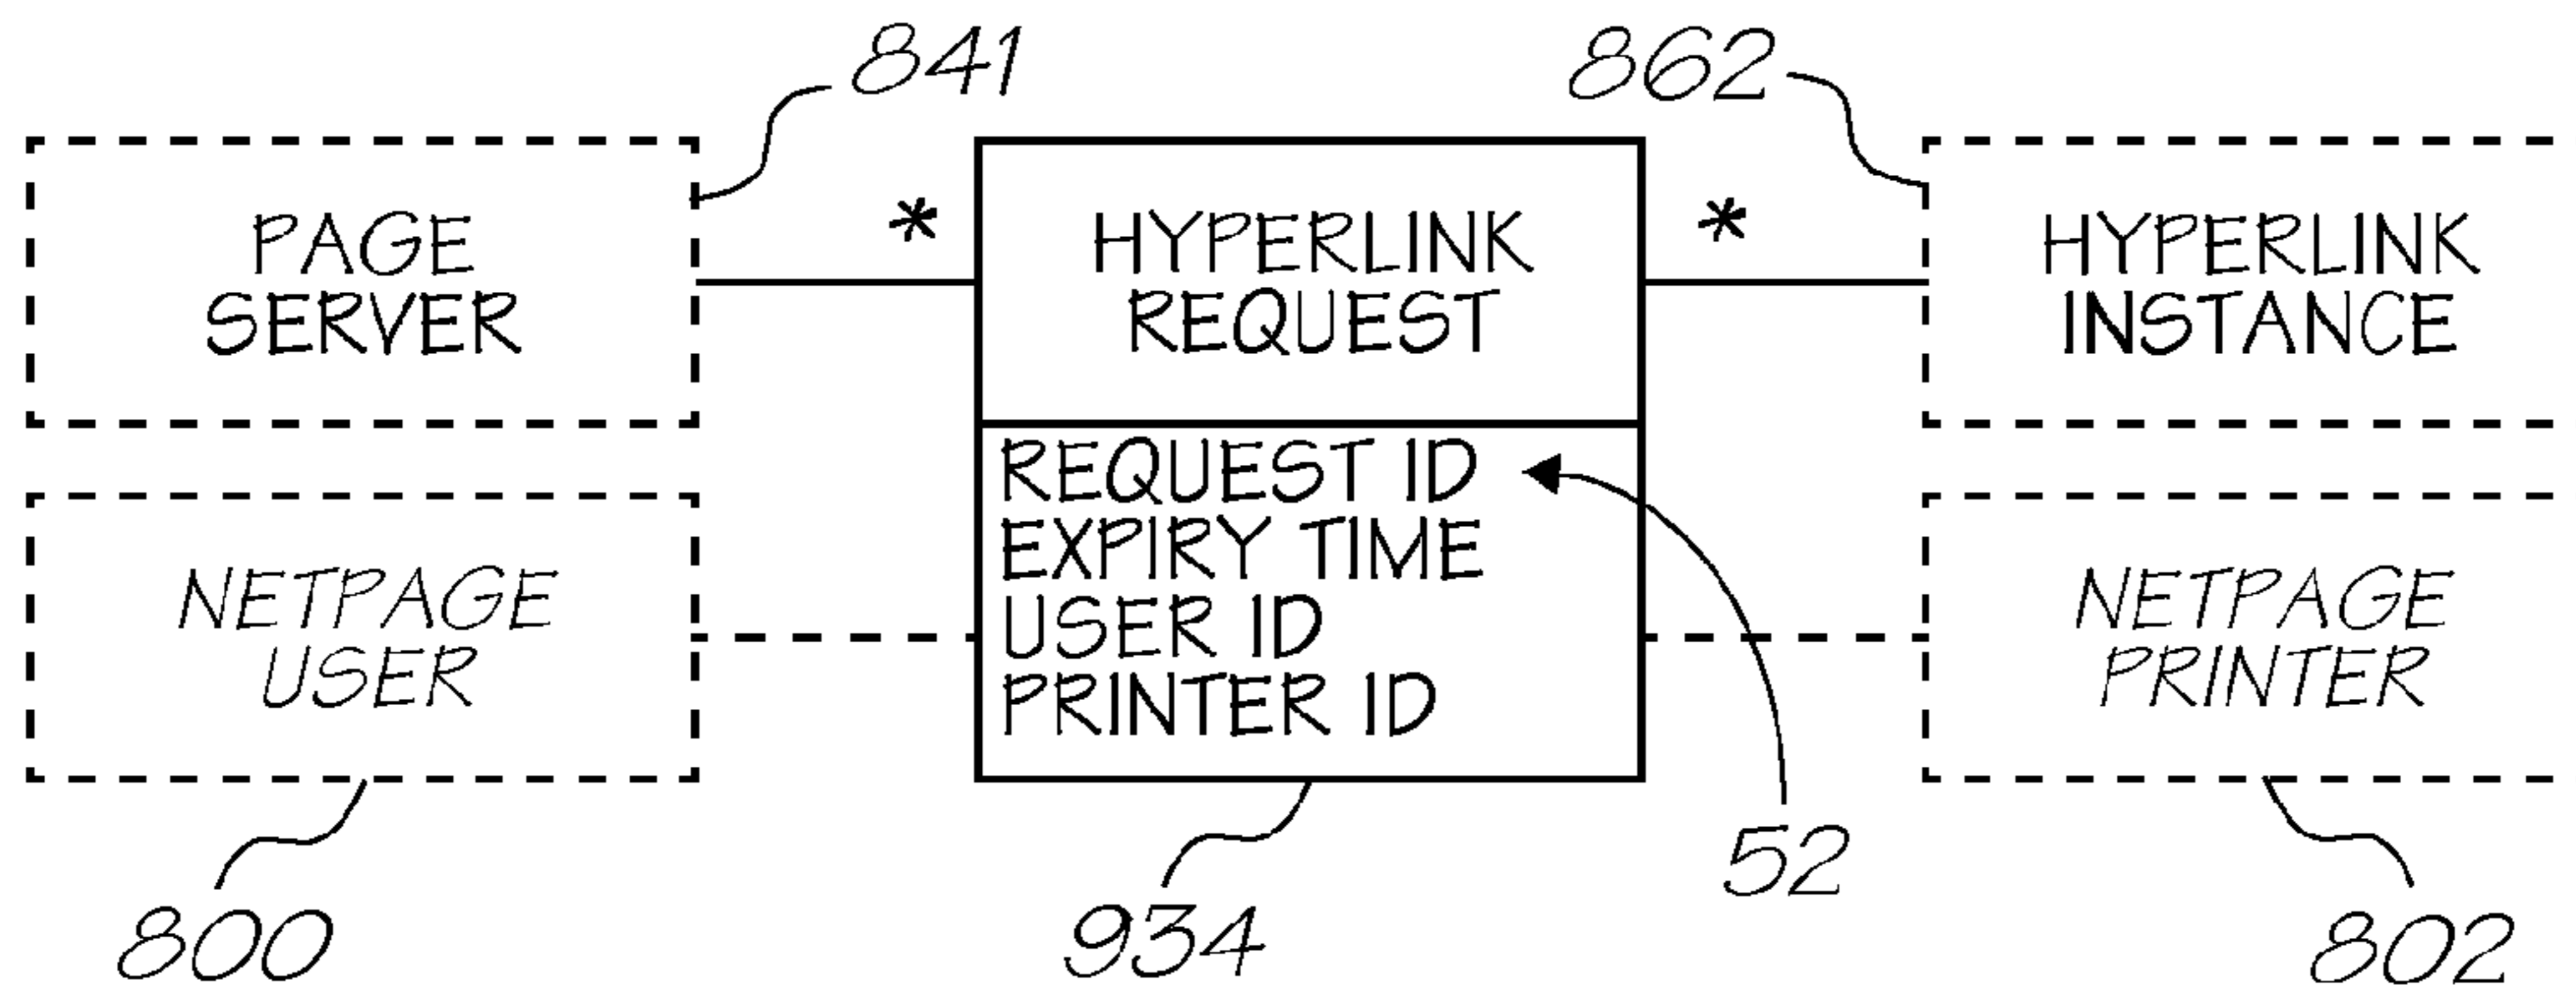 841
862
PAGE
SERVER
*
HYPERLINK
REQUEST
*
HYPERLINK
INSTANCE
REQUEST ID
EXPIRY TIME
USER ID
PRINTER ID
NETPAGE
USER
NETPAGE
PRINTER
52
800
934
802